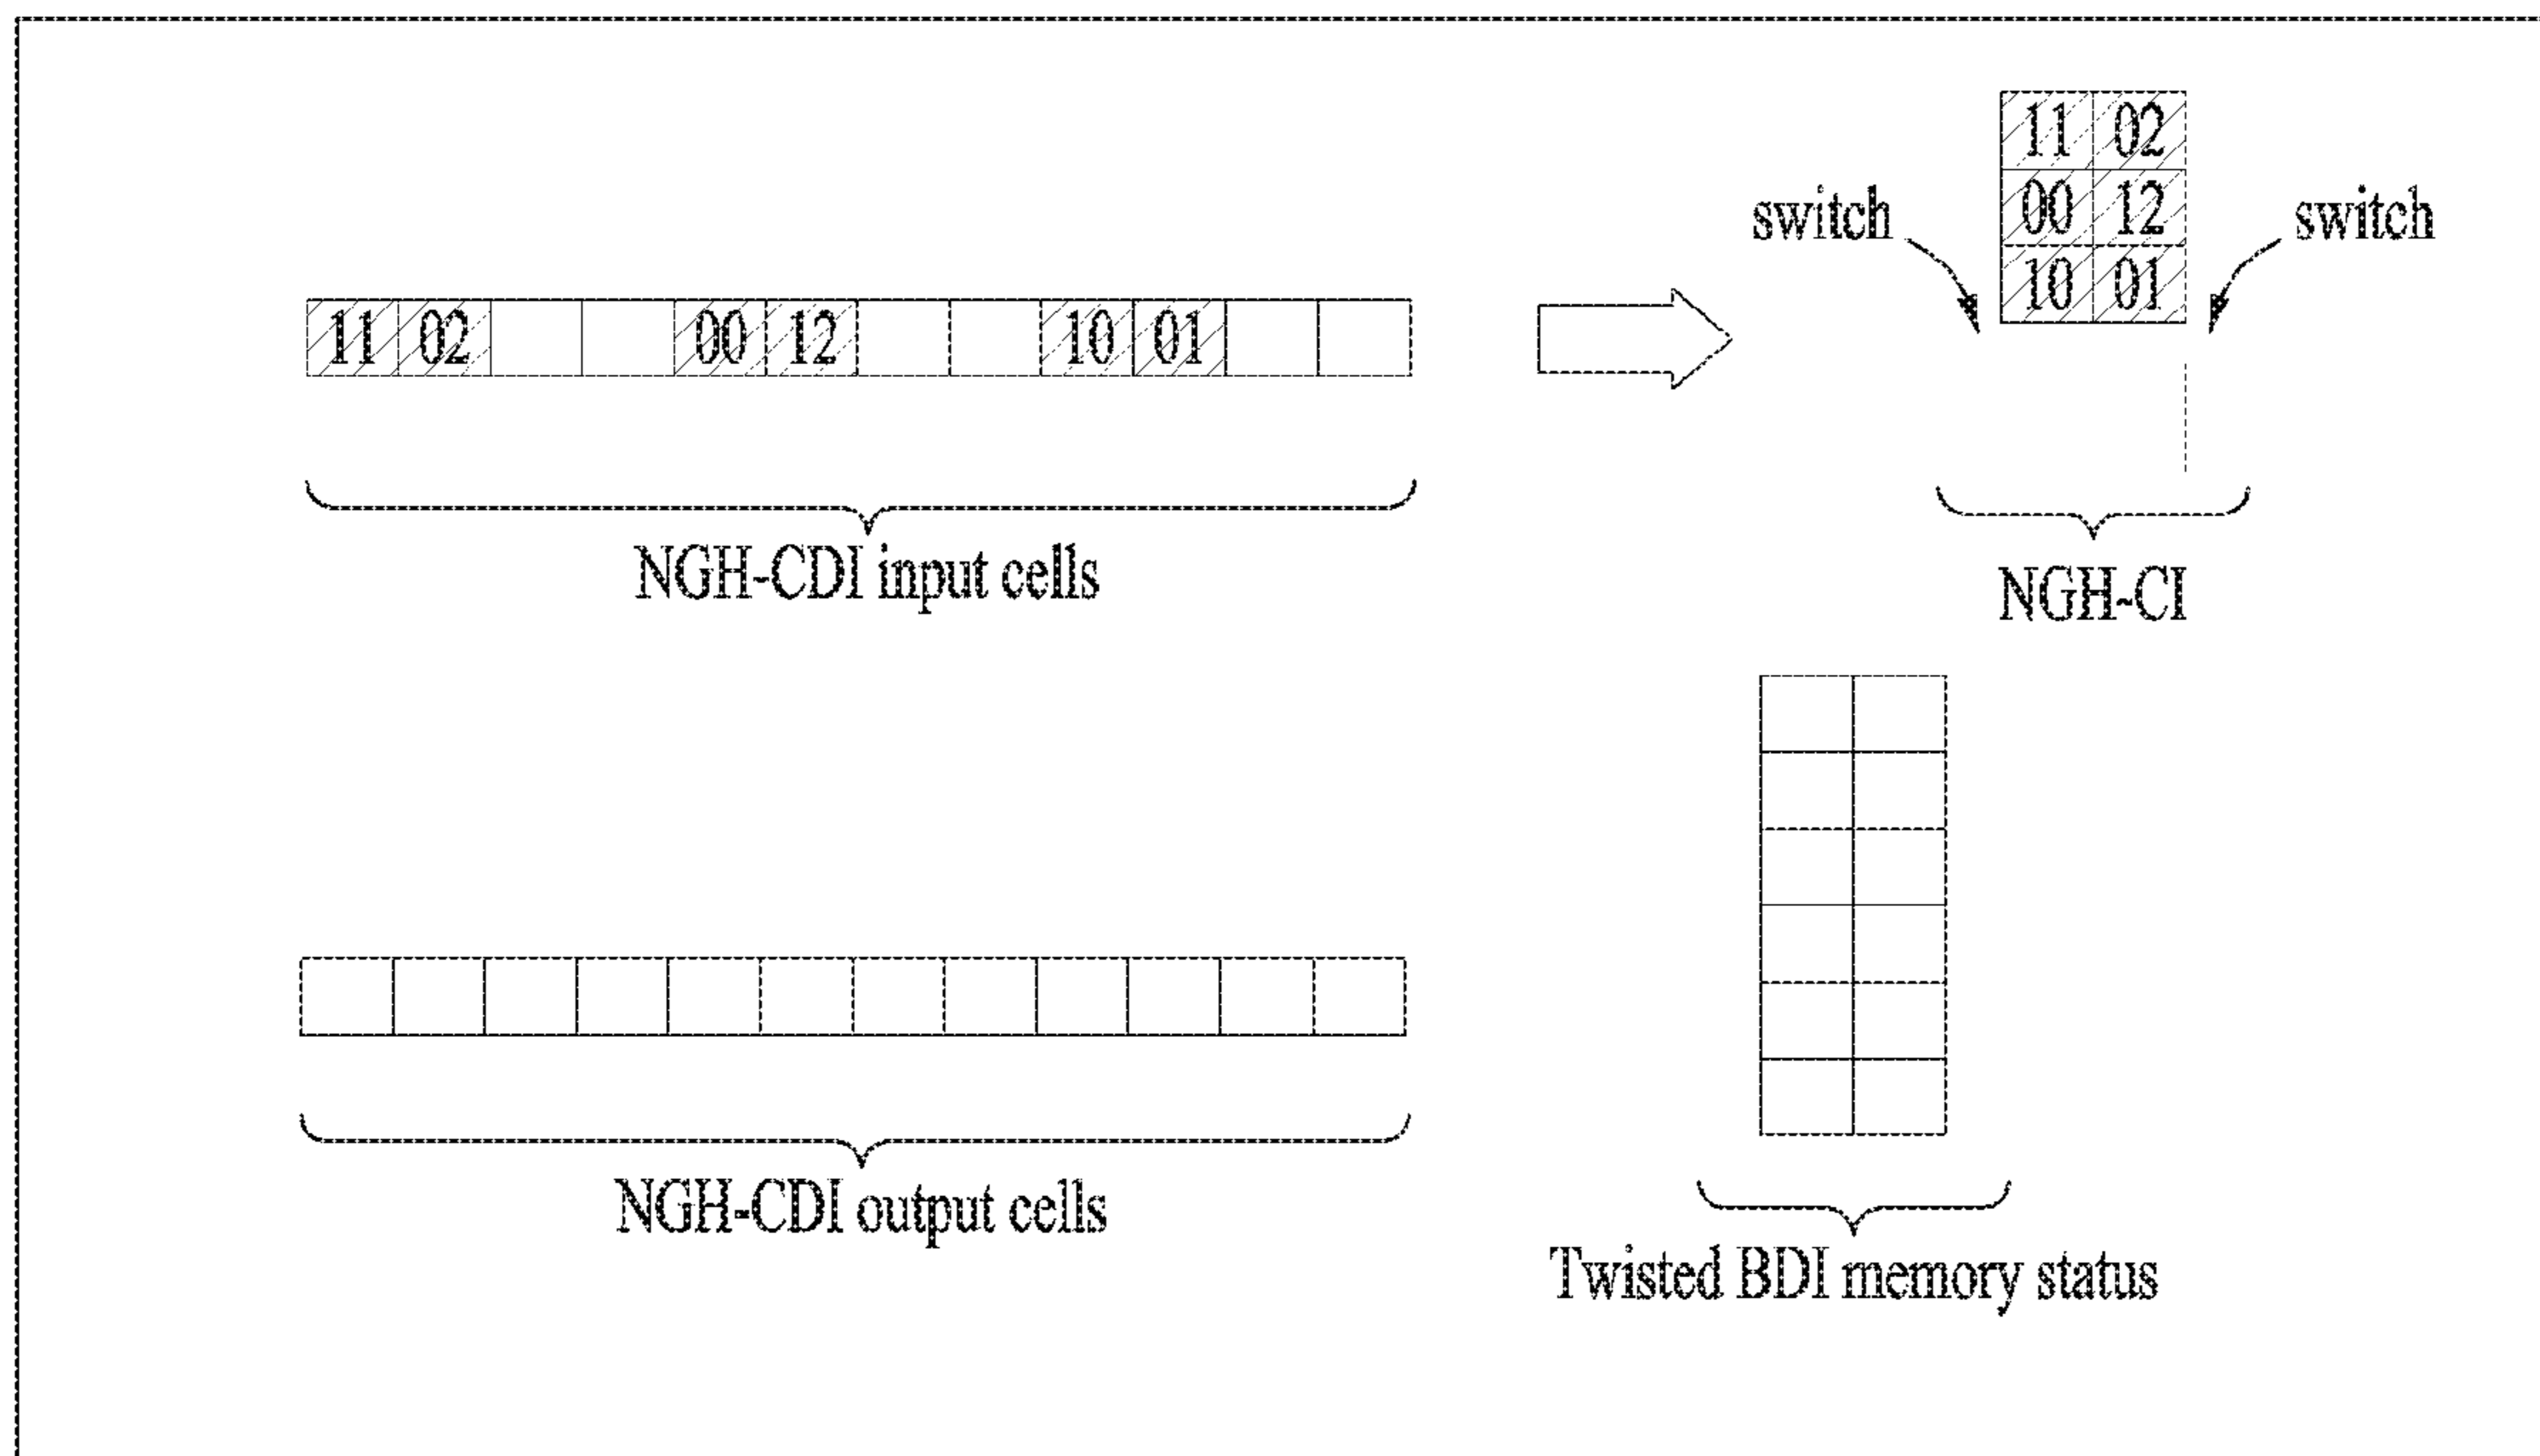 11 02
switch 00 12 switch
10 01
11 02 00 12 10 01
NGH-CDI input cells
NGH-CI
NGH-CDI output cells
Twisted BDI memory status